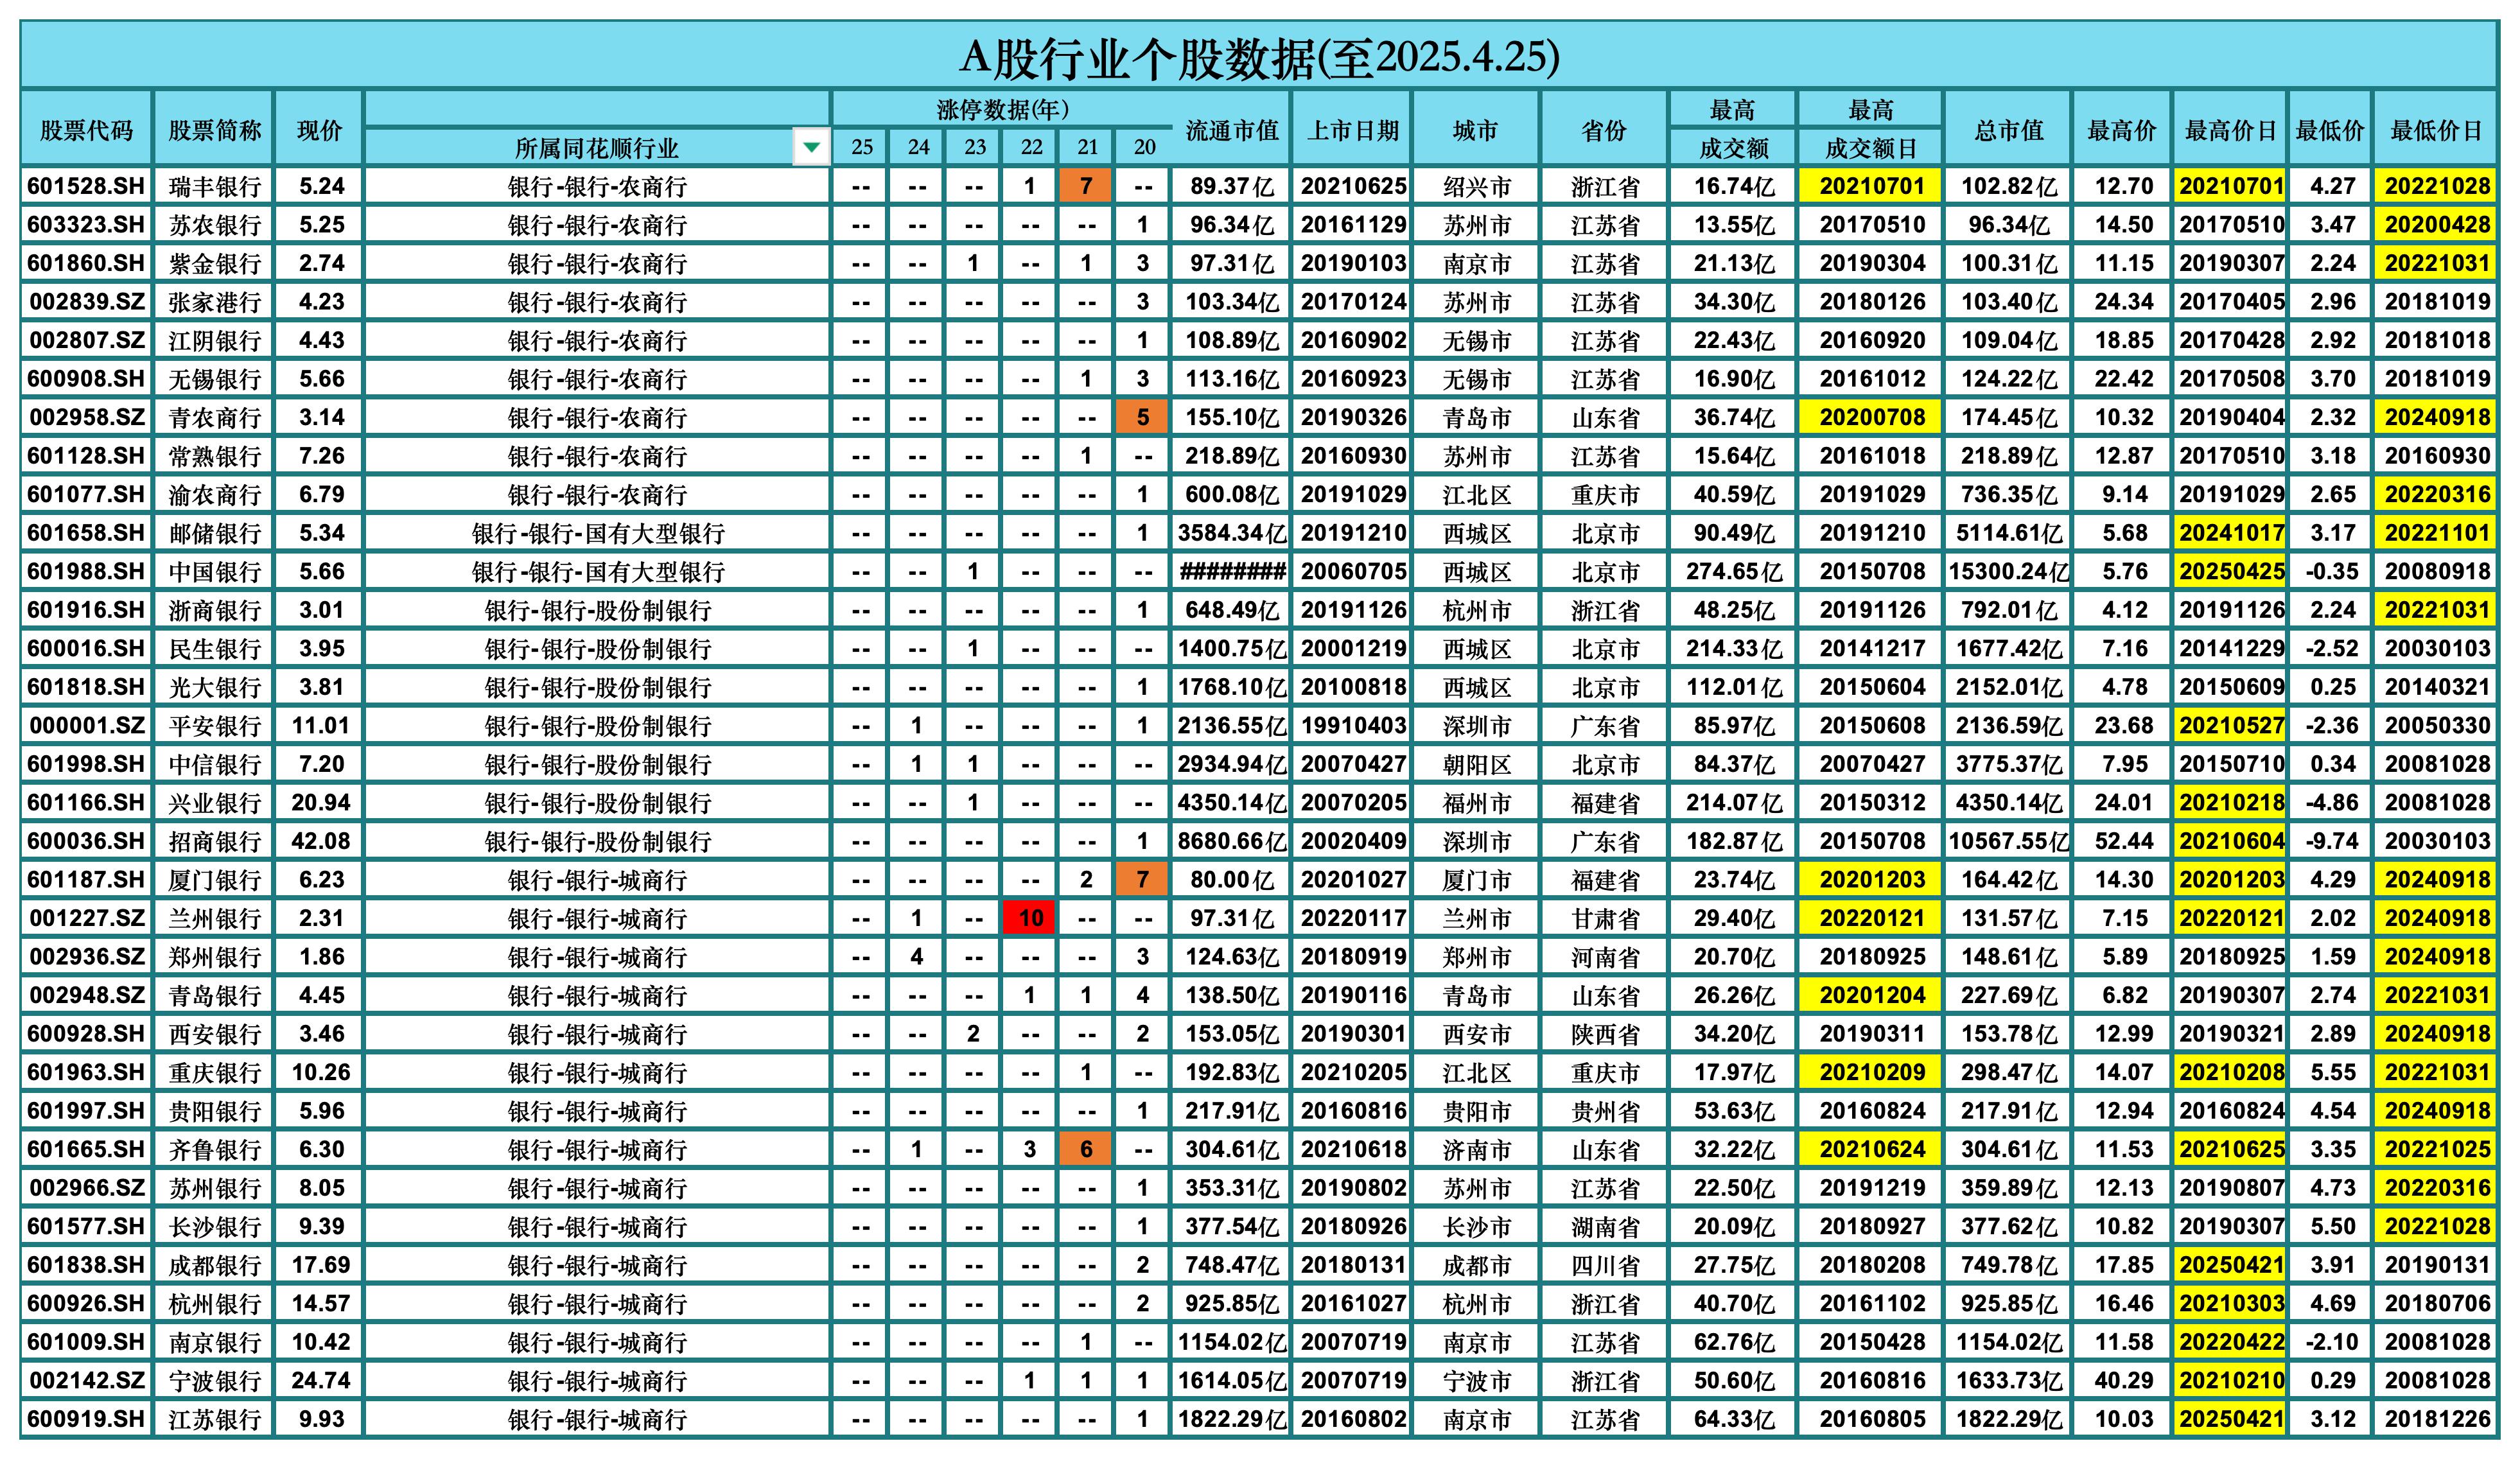 A股行业个股数据(至2025.4.25)
股票代码 股票简称 现价 所属同花顺行业 涨停数据(年) 25 24 23 22 21 20 流通市值 上市日期 城市 省份 最高成交额 最高成交额日 总市值 最高价 最高价日 最低价 最低价日
601528.SH 瑞丰银行 5.24 银行-银行-农商行 -- -- -- 1 7 -- 89.37亿 20210625 绍兴市 浙江省 16.74亿 20210701 102.82亿 12.70 20210701 4.27 20221028
603323.SH 苏农银行 5.25 银行-银行-农商行 -- -- -- -- -- 1 96.34亿 20161129 苏州市 江苏省 13.55亿 20170510 96.34亿 14.50 20170510 3.47 20200428
601860.SH 紫金银行 2.74 银行-银行-农商行 -- -- 1 -- 1 3 97.31亿 20190103 南京市 江苏省 21.13亿 20190304 100.31亿 11.15 20190307 2.24 20221031
002839.SZ 张家港行 4.23 银行-银行-农商行 -- -- -- -- -- 3 103.34亿 20170124 苏州市 江苏省 34.30亿 20180126 103.40亿 24.34 20170405 2.96 20181019
002807.SZ 江阴银行 4.43 银行-银行-农商行 -- -- -- -- -- 1 108.89亿 20160902 无锡市 江苏省 22.43亿 20160920 109.04亿 18.85 20170428 2.92 20181018
600908.SH 无锡银行 5.66 银行-银行-农商行 -- -- -- -- 1 3 113.16亿 20160923 无锡市 江苏省 16.90亿 20161012 124.22亿 22.42 20170508 3.70 20181019
002958.SZ 青农商行 3.14 银行-银行-农商行 -- -- -- -- -- 5 155.10亿 20190326 青岛市 山东省 36.74亿 20200708 174.45亿 10.32 20190404 2.32 20240918
601128.SH 常熟银行 7.26 银行-银行-农商行 -- -- -- -- 1 -- 218.89亿 20160930 苏州市 江苏省 15.64亿 20161018 218.89亿 12.87 20170510 3.18 20160930
601077.SH 渝农商行 6.79 银行-银行-农商行 -- -- -- -- -- 1 600.08亿 20191029 江北区 重庆市 40.59亿 20191029 736.35亿 9.14 20191029 2.65 20220316
601658.SH 邮储银行 5.34 银行-银行-国有大型银行 -- -- -- -- -- 1 3584.34亿 20191210 西城区 北京市 90.49亿 20191210 5114.61亿 5.68 20241017 3.17 20221101
601988.SH 中国银行 5.66 银行-银行-国有大型银行 -- -- 1 -- -- -- ######## 20060705 西城区 北京市 274.65亿 20150708 15300.24亿 5.76 20250425 -0.35 20080918
601916.SH 浙商银行 3.01 银行-银行-股份制银行 -- -- -- -- -- 1 648.49亿 20191126 杭州市 浙江省 48.25亿 20191126 792.01亿 4.12 20191126 2.24 20221031
600016.SH 民生银行 3.95 银行-银行-股份制银行 -- -- 1 -- -- -- 1400.75亿 20001219 西城区 北京市 214.33亿 20141217 1677.42亿 7.16 20141229 -2.52 20030103
601818.SH 光大银行 3.81 银行-银行-股份制银行 -- -- -- -- -- 1 1768.10亿 20100818 西城区 北京市 112.01亿 20150604 2152.01亿 4.78 20150609 0.25 20140321
000001.SZ 平安银行 11.01 银行-银行-股份制银行 -- 1 -- -- -- 1 2136.55亿 19910403 深圳市 广东省 85.97亿 20150608 2136.59亿 23.68 20210527 -2.36 20050330
601998.SH 中信银行 7.20 银行-银行-股份制银行 -- 1 1 -- -- -- 2934.94亿 20070427 朝阳区 北京市 84.37亿 20070427 3775.37亿 7.95 20150710 0.34 20081028
601166.SH 兴业银行 20.94 银行-银行-股份制银行 -- -- 1 -- -- -- 4350.14亿 20070205 福州市 福建省 214.07亿 20150312 4350.14亿 24.01 20210218 -4.86 20081028
600036.SH 招商银行 42.08 银行-银行-股份制银行 -- -- -- -- -- 1 8680.66亿 20020409 深圳市 广东省 182.87亿 20150708 10567.55亿 52.44 20210604 -9.74 20030103
601187.SH 厦门银行 6.23 银行-银行-城商行 -- -- -- -- 2 7 80.00亿 20201027 厦门市 福建省 23.74亿 20201203 164.42亿 14.30 20201203 4.29 20240918
001227.SZ 兰州银行 2.31 银行-银行-城商行 -- 1 -- 10 -- -- 97.31亿 20220117 兰州市 甘肃省 29.40亿 20220121 131.57亿 7.15 20220121 2.02 20240918
002936.SZ 郑州银行 1.86 银行-银行-城商行 -- 4 -- -- -- 3 124.63亿 20180919 郑州市 河南省 20.70亿 20180925 148.61亿 5.89 20180925 1.59 20240918
002948.SZ 青岛银行 4.45 银行-银行-城商行 -- -- -- 1 1 4 138.50亿 20190116 青岛市 山东省 26.26亿 20201204 227.69亿 6.82 20190307 2.74 20221031
600928.SH 西安银行 3.46 银行-银行-城商行 -- -- 2 -- -- 2 153.05亿 20190301 西安市 陕西省 34.20亿 20190311 153.78亿 12.99 20190321 2.89 20240918
601963.SH 重庆银行 10.26 银行-银行-城商行 -- -- -- -- 1 -- 192.83亿 20210205 江北区 重庆市 17.97亿 20210209 298.47亿 14.07 20210208 5.55 20221031
601997.SH 贵阳银行 5.96 银行-银行-城商行 -- -- -- -- -- 1 217.91亿 20160816 贵阳市 贵州省 53.63亿 20160824 217.91亿 12.94 20160824 4.54 20240918
601665.SH 齐鲁银行 6.30 银行-银行-城商行 -- 1 -- 3 6 -- 304.61亿 20210618 济南市 山东省 32.22亿 20210624 304.61亿 11.53 20210625 3.35 20221025
002966.SZ 苏州银行 8.05 银行-银行-城商行 -- -- -- -- -- 1 353.31亿 20190802 苏州市 江苏省 22.50亿 20191219 359.89亿 12.13 20190807 4.73 20220316
601577.SH 长沙银行 9.39 银行-银行-城商行 -- -- -- -- -- 1 377.54亿 20180926 长沙市 湖南省 20.09亿 20180927 377.62亿 10.82 20190307 5.50 20221028
601838.SH 成都银行 17.69 银行-银行-城商行 -- -- -- -- -- 2 748.47亿 20180131 成都市 四川省 27.75亿 20180208 749.78亿 17.85 20250421 3.91 20190131
600926.SH 杭州银行 14.57 银行-银行-城商行 -- -- -- -- -- 2 925.85亿 20161027 杭州市 浙江省 40.70亿 20161102 925.85亿 16.46 20210303 4.69 20180706
601009.SH 南京银行 10.42 银行-银行-城商行 -- -- -- -- 1 -- 1154.02亿 20070719 南京市 江苏省 62.76亿 20150428 1154.02亿 11.58 20220422 -2.10 20081028
002142.SZ 宁波银行 24.74 银行-银行-城商行 -- -- -- 1 1 1 1614.05亿 20070719 宁波市 浙江省 50.60亿 20160816 1633.73亿 40.29 20210210 0.29 20081028
600919.SH 江苏银行 9.93 银行-银行-城商行 -- -- -- -- -- 1 1822.29亿 20160802 南京市 江苏省 64.33亿 20160805 1822.29亿 10.03 20250421 3.12 20181226